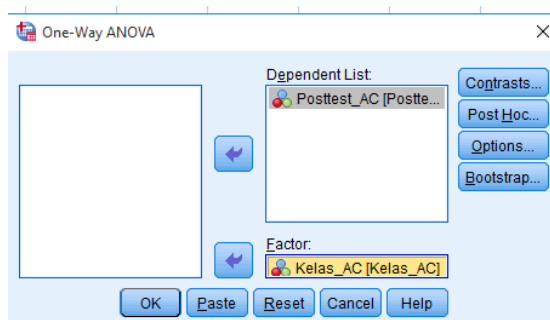 One-Way ANOVA
Dependent List:
Posttest_AC [Postte...
Contrasts...
Post Hoc...
Options...
Bootstrap...
Factor:
Kelas_AC [Kelas_AC]
OK Paste Reset Cancel Help